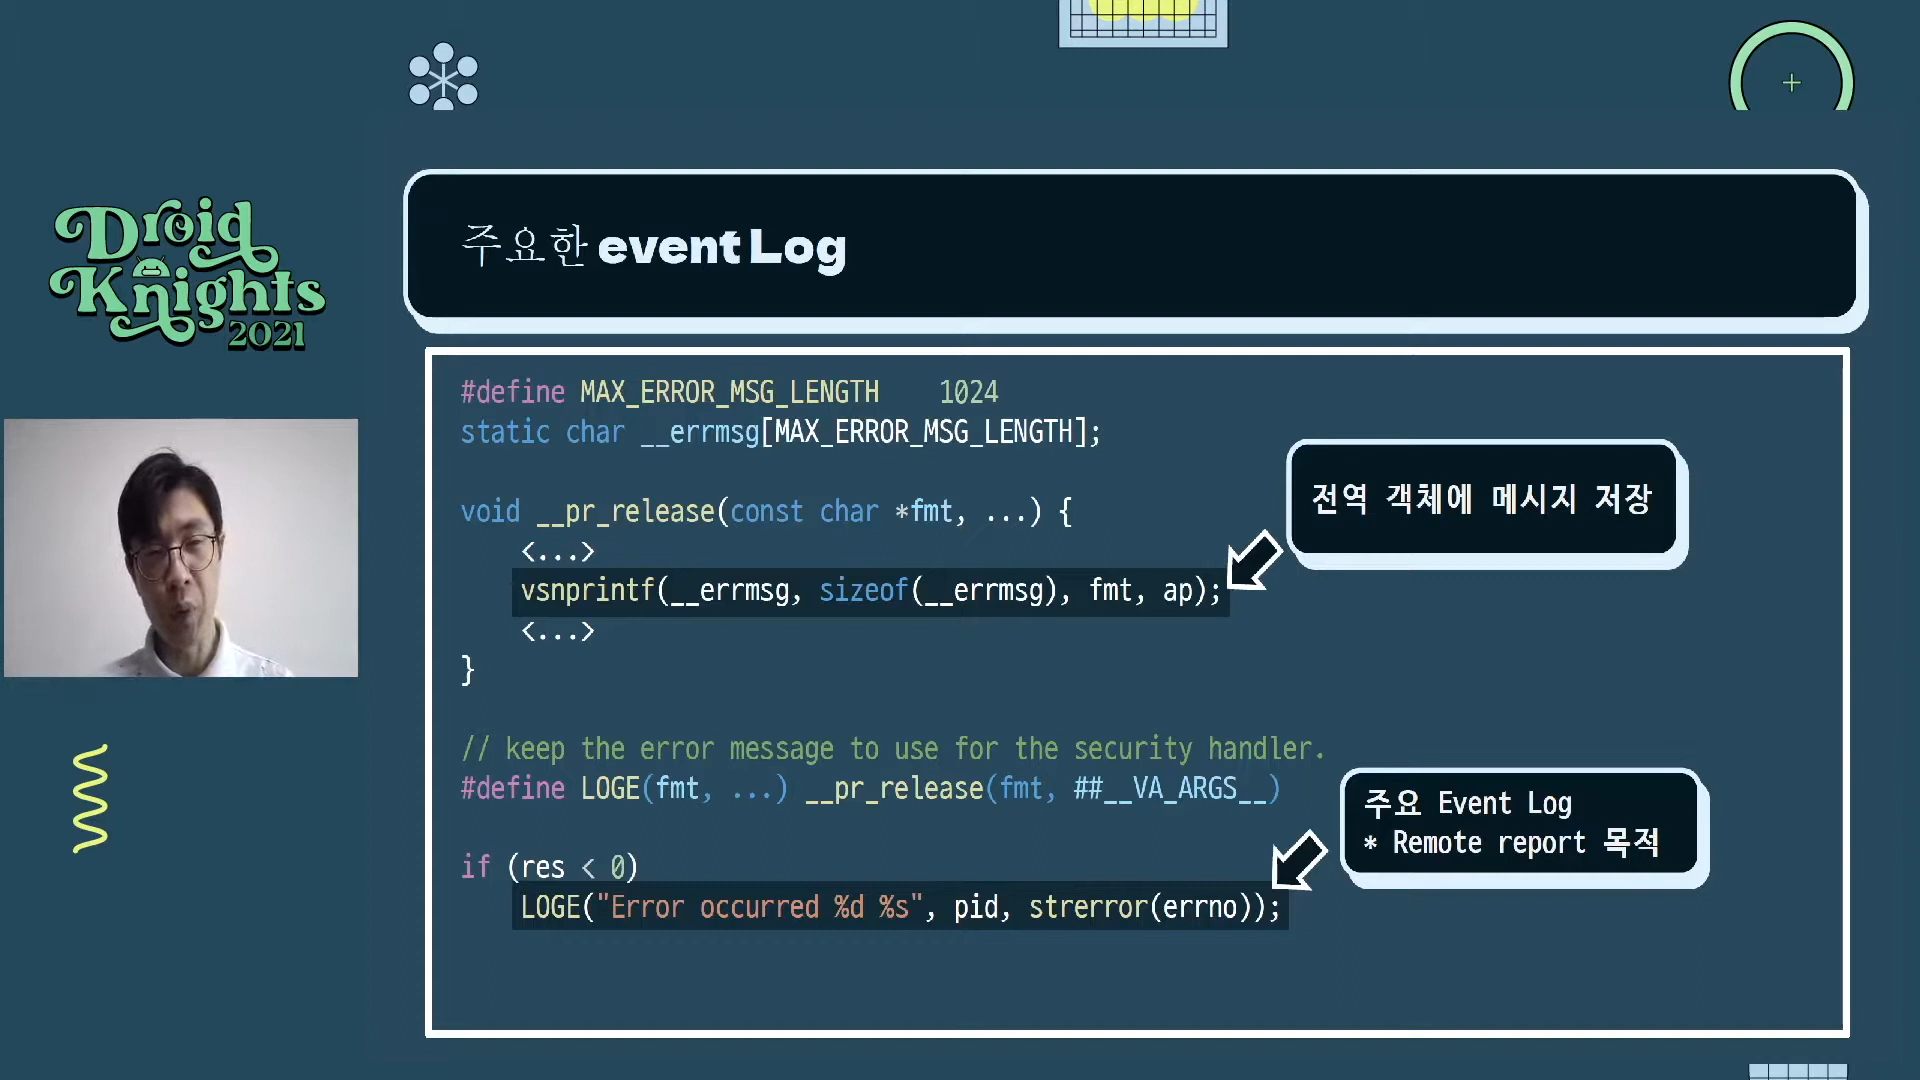 Droid
Knights
2021
주요한 event Log
#define MAX_ERROR_MSG_LENGTH    1024
static char __errmsg[MAX_ERROR_MSG_LENGTH];
전역 객체에 메시지 저장
void __pr_release(const char *fmt, ...) {
    <...>
    vsnprintf(__errmsg, sizeof(__errmsg), fmt, ap);
    <...>
}
// keep the error message to use for the security handler.
#define LOGE(fmt, ...) __pr_release(fmt, ##__VA_ARGS__)
주요 Event Log
* Remote report 목적
if (res < 0)
    LOGE("Error occurred %d %s", pid, strerror(errno));